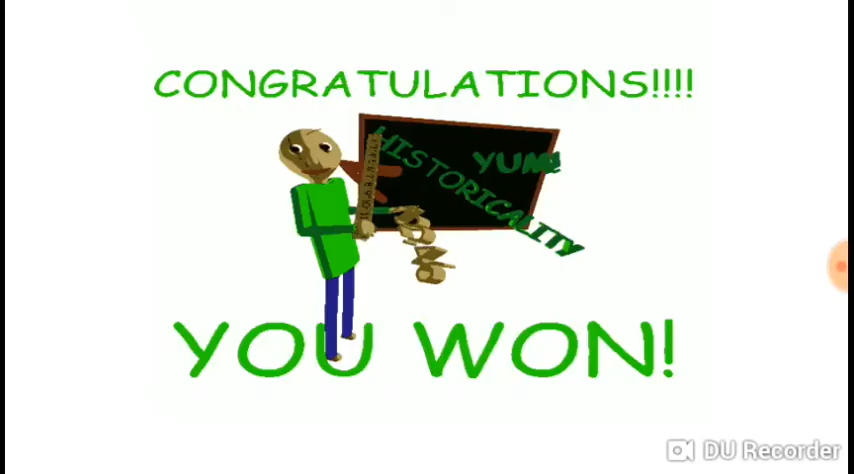 CONGRATULATIONS!!!!
YUM!
HISTORICALITY
YOU WON!
DU Recorder